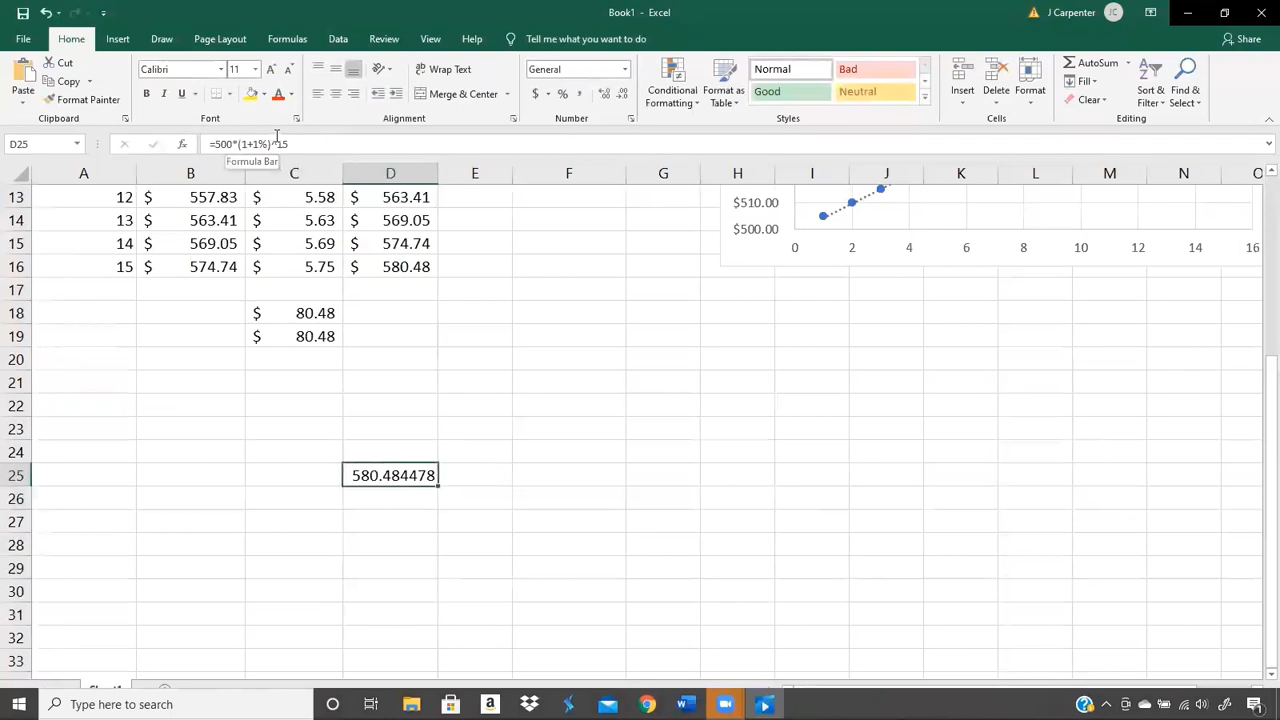 Book1 - Excel
J Carpenter
JC
File Home Insert Draw Page Layout Formulas Data Review View Help Tell me what you want to do Share
Paste
Cut
Copy
Format Painter
Clipboard
Calibri 11
B I U
Font
Wrap Text
Merge & Center
Alignment
General
$ % ,
Number
Conditional Formatting
Format as Table
Normal Bad
Good Neutral
Styles
Insert Delete Format
Cells
AutoSum
Fill
Clear
Sort & Filter
Find & Select
Editing
D25 fx =500*(1+1%)^15
Formula Bar
A B C D E F G H I J K L M N O
13 12 $ 557.83 $ 5.58 $ 563.41
14 13 $ 563.41 $ 5.63 $ 569.05
15 14 $ 569.05 $ 5.69 $ 574.74
16 15 $ 574.74 $ 5.75 $ 580.48
17
18 $ 80.48
19 $ 80.48
20
21
22
23
24
25 580.484478
26
27
28
29
30
31
32
33
$510.00
$500.00
0 2 4 6 8 10 12 14 16
Type here to search